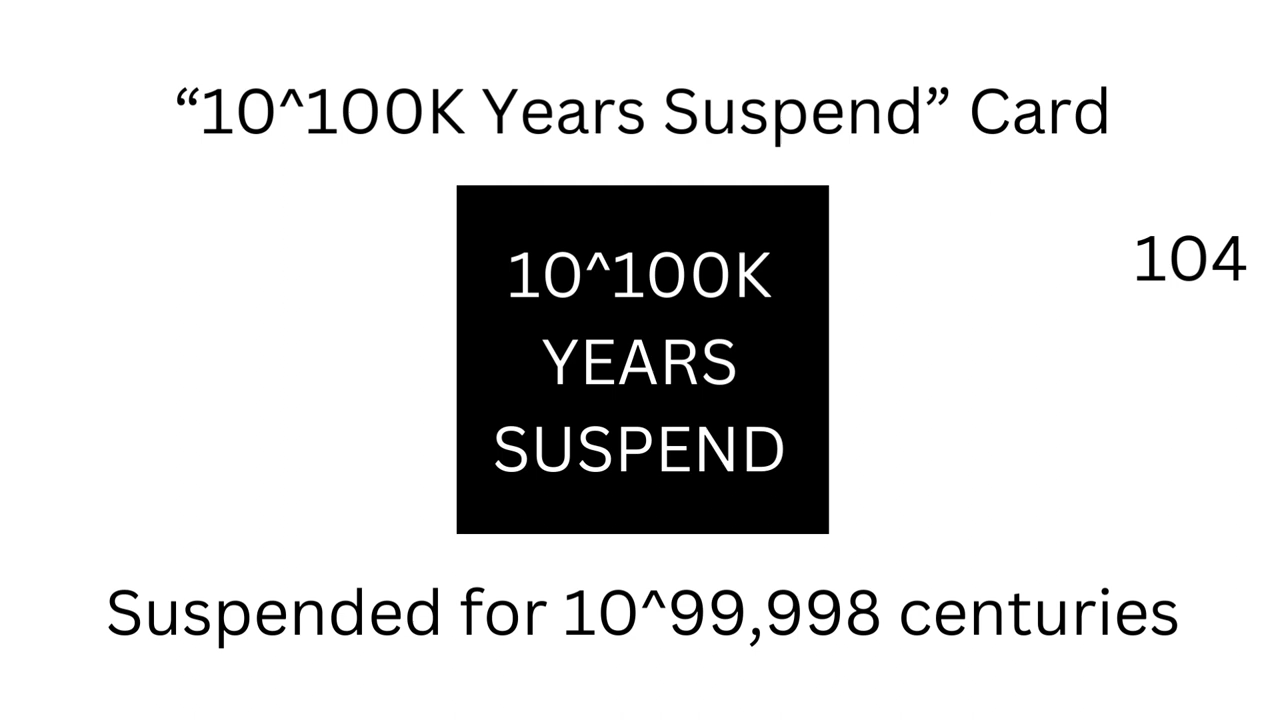 “10^100K Years Suspend” Card
104
10^100K
YEARS
SUSPEND
Suspended for 10^99,998 centuries